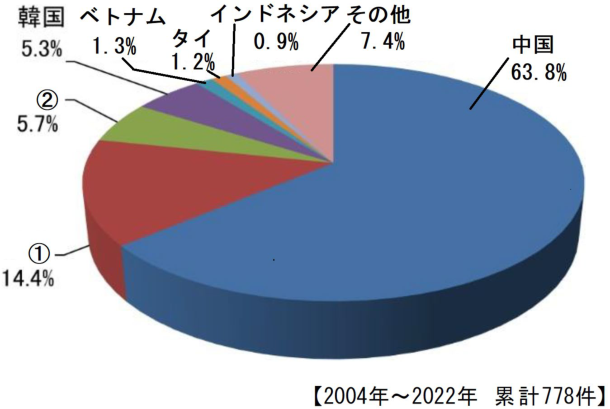 韓国
5.3%
ベトナム
1.3%
タイ
1.2%
インドネシア
0.9%
その他
7.4%
中国
63.8%
②
5.7%
①
14.4%
【2004年～2022年 累計778件】